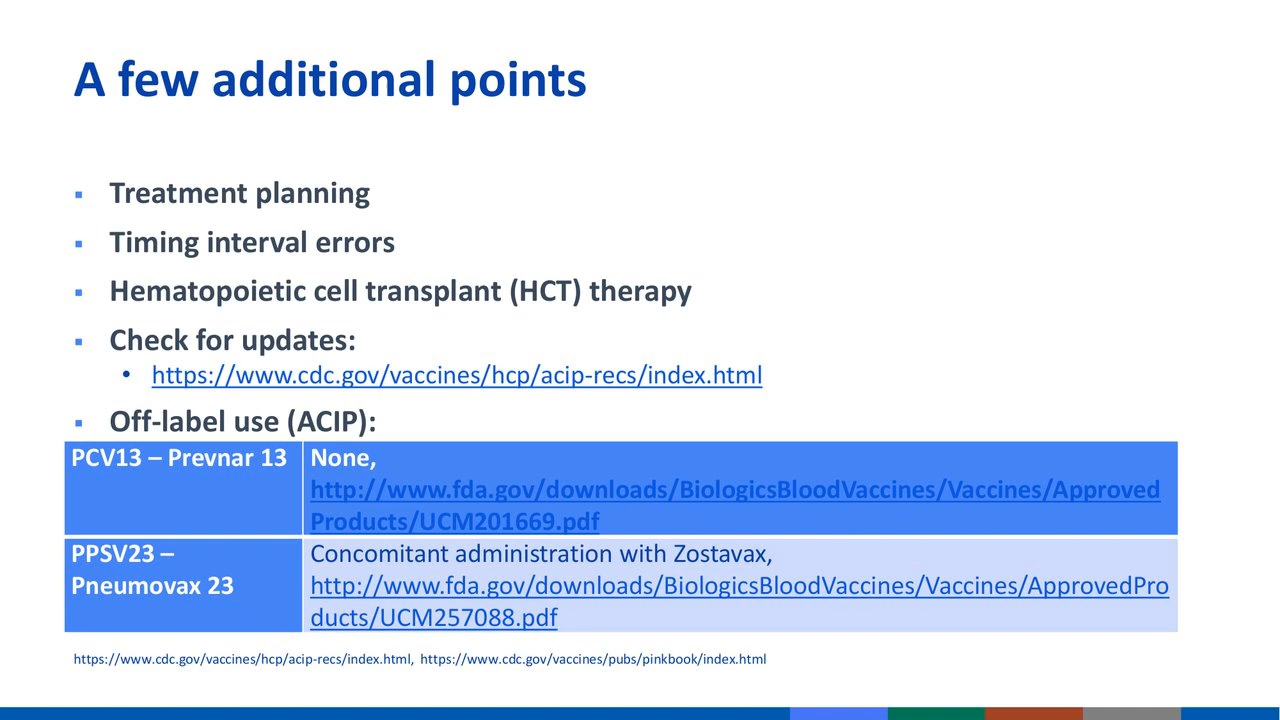 A few additional points
▪ Treatment planning
▪ Timing interval errors
▪ Hematopoietic cell transplant (HCT) therapy
▪ Check for updates:
• https://www.cdc.gov/vaccines/hcp/acip-recs/index.html
▪ Off-label use (ACIP):
PCV13 – Prevnar 13
None,
http://www.fda.gov/downloads/BiologicsBloodVaccines/Vaccines/Approved
Products/UCM201669.pdf
PPSV23 –
Pneumovax 23
Concomitant administration with Zostavax,
http://www.fda.gov/downloads/BiologicsBloodVaccines/Vaccines/ApprovedPro
ducts/UCM257088.pdf
https://www.cdc.gov/vaccines/hcp/acip-recs/index.html, https://www.cdc.gov/vaccines/pubs/pinkbook/index.html